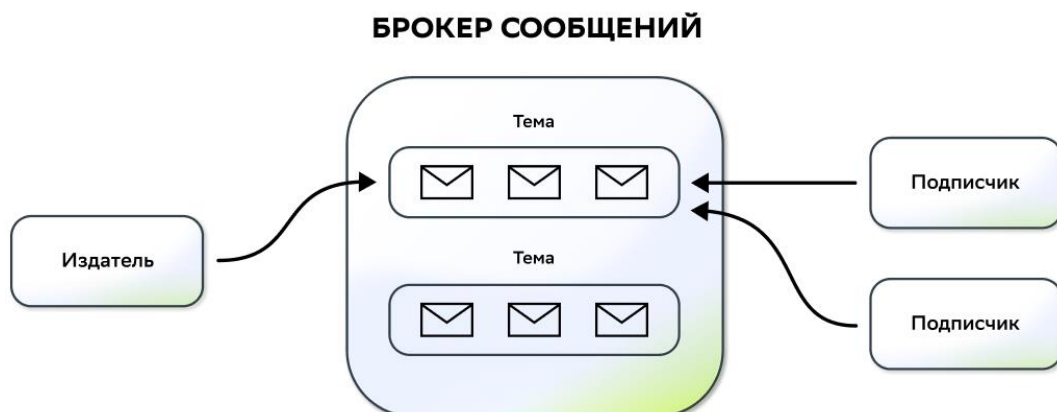 БРОКЕР СООБЩЕНИЙ
Тема
Подписчик
Издатель
Тема
Подписчик